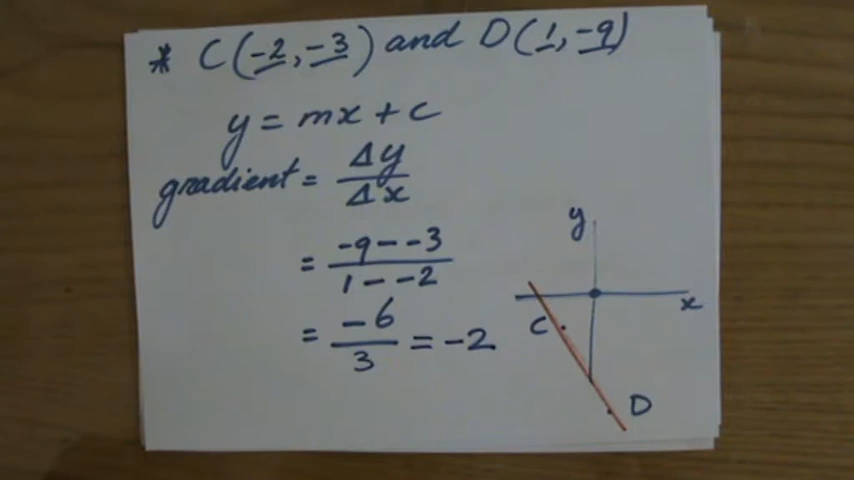 * C(-2,-3) and D(1,-9)
y = mx + c
gradient = Δy/Δx
= -9--3/1--2
= -6/3 = -2
y
x
C
D